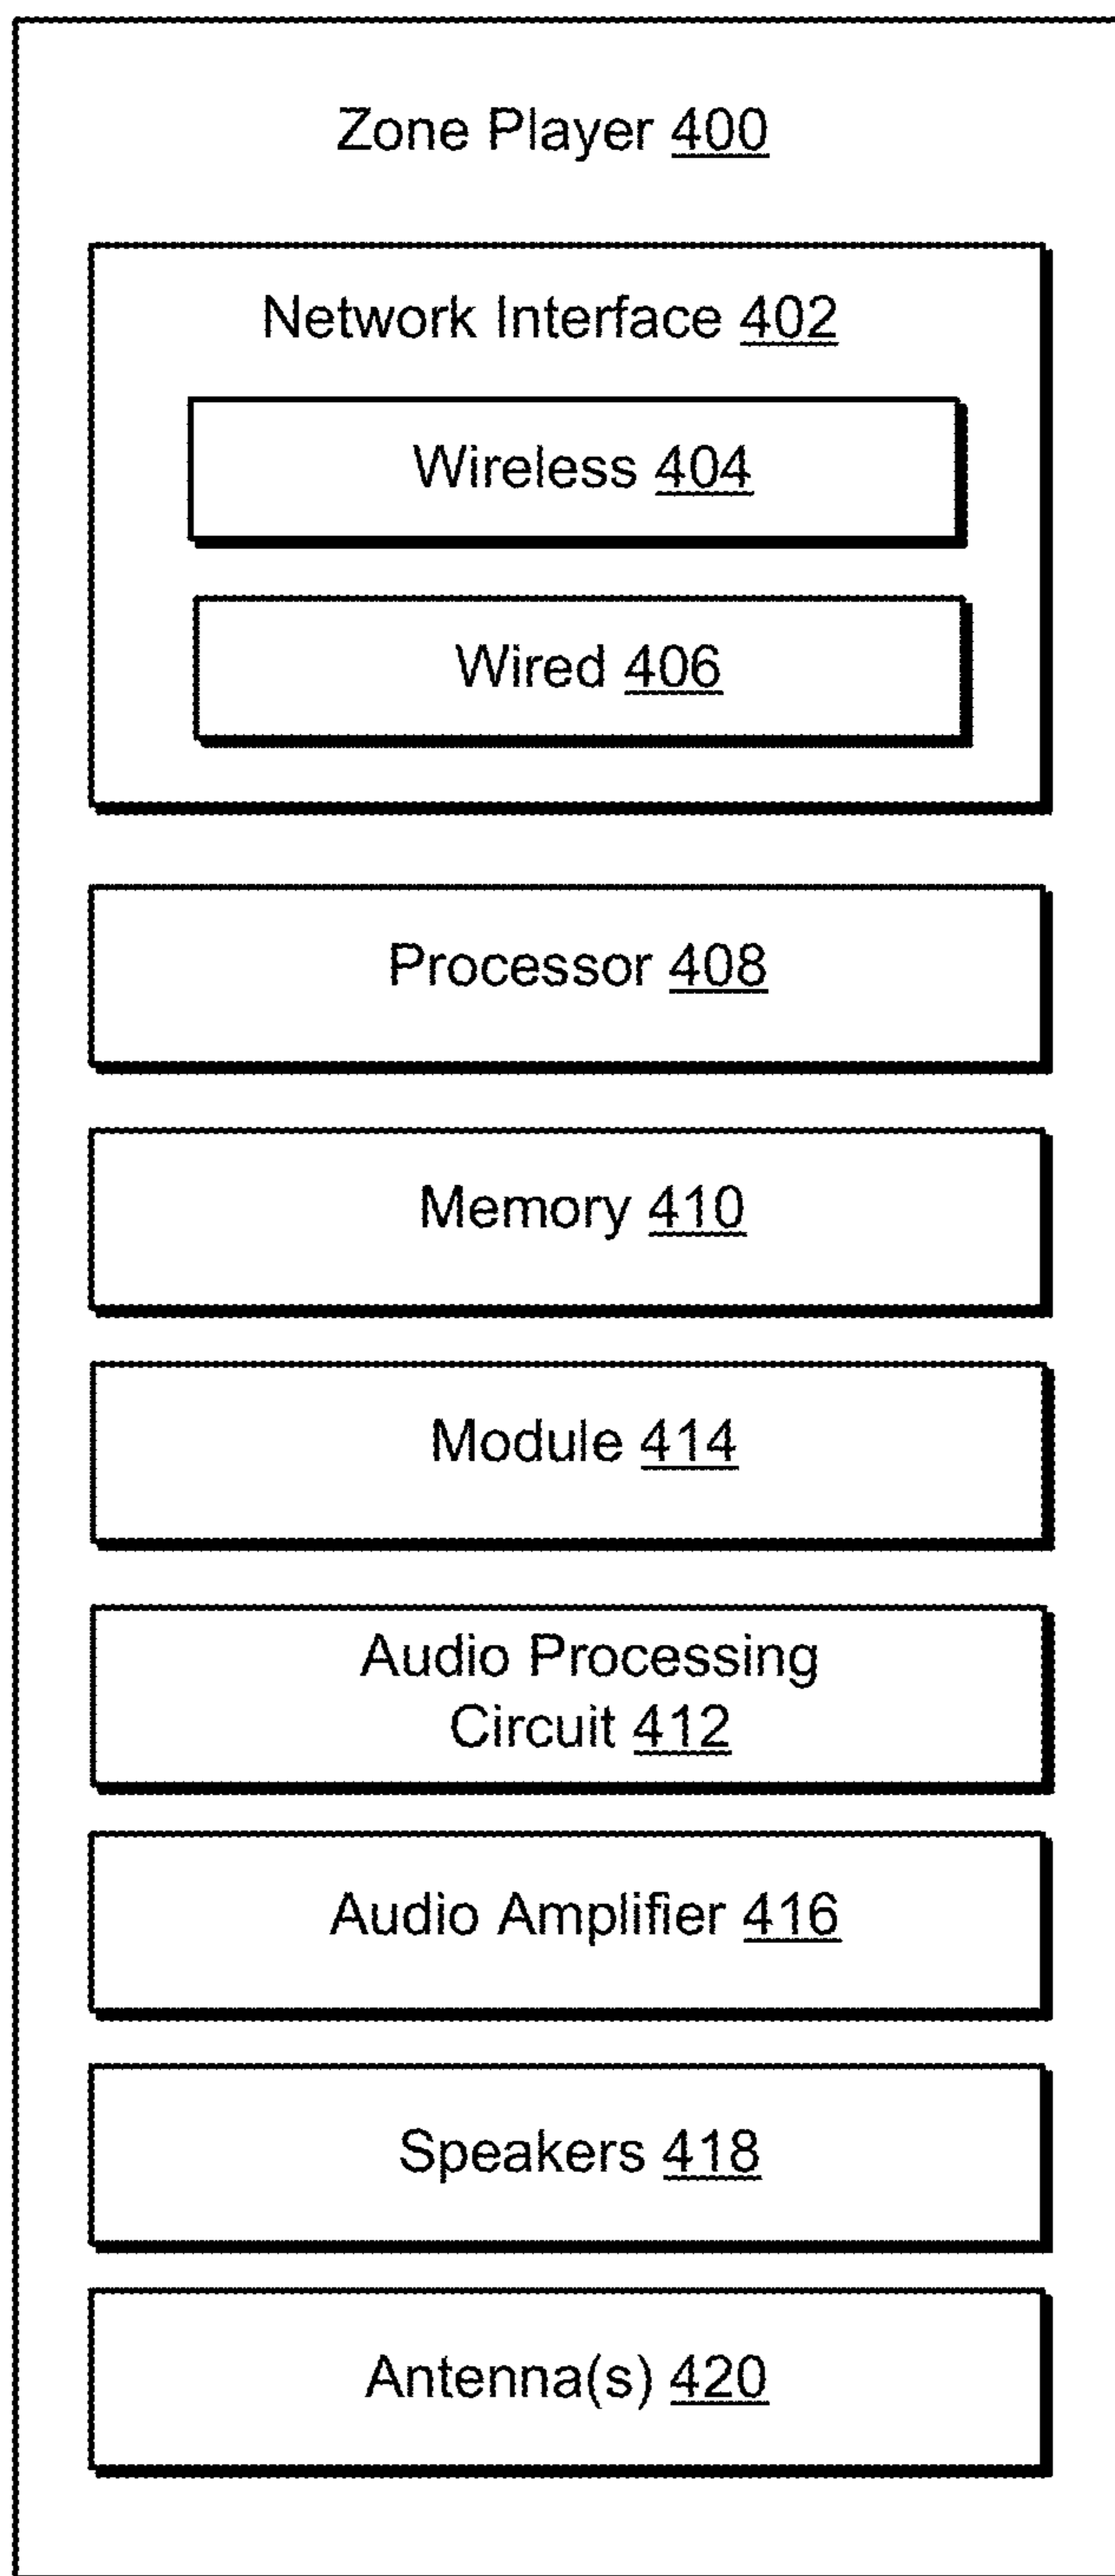 Zone Player 400
Network Interface 402
Wireless 404
Wired 406
Processor 408
Memory 410
Module 414
Audio Processing
Circuit 412
Audio Amplifier 416
Speakers 418
Antenna(s) 420